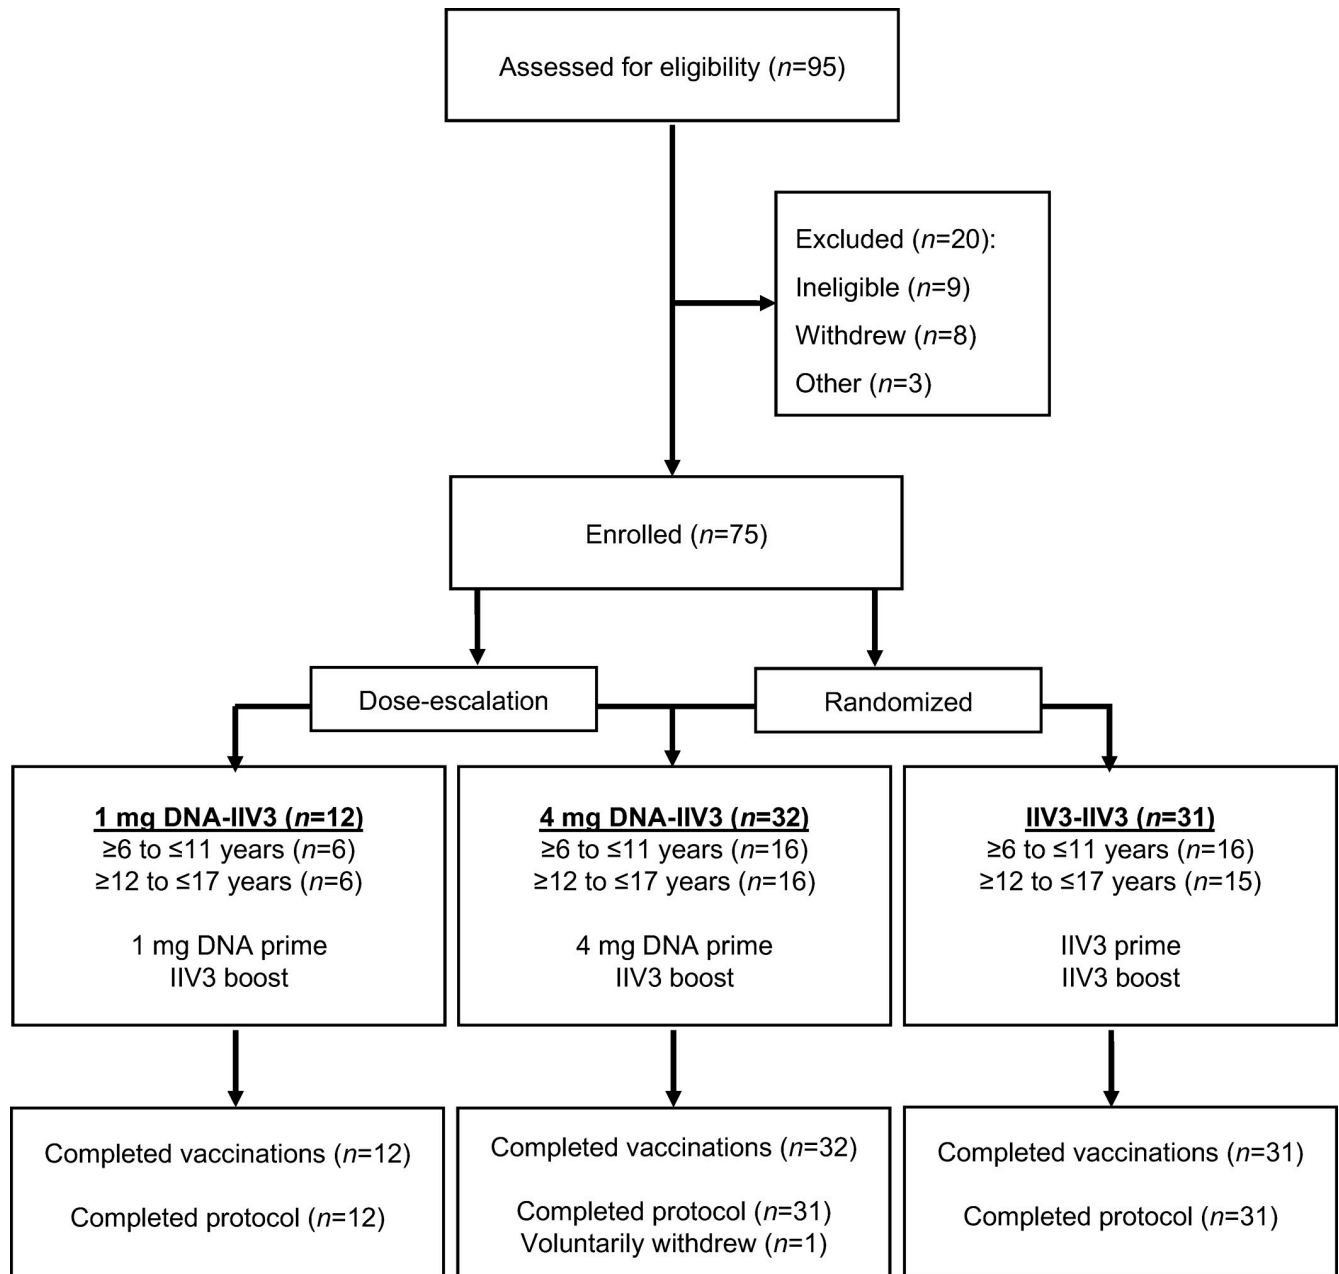 Assessed for eligibility (n=95)
Excluded (n=20):
Ineligible (n=9)
Withdrew (n=8)
Other (n=3)
Enrolled (n=75)
Dose-escalation
Randomized
1 mg DNA-IIV3 (n=12)
≥6 to ≤11 years (n=6)
≥12 to ≤17 years (n=6)
1 mg DNA prime
IIV3 boost
4 mg DNA-IIV3 (n=32)
≥6 to ≤11 years (n=16)
≥12 to ≤17 years (n=16)
4 mg DNA prime
IIV3 boost
IIV3-IIV3 (n=31)
≥6 to ≤11 years (n=16)
≥12 to ≤17 years (n=15)
IIV3 prime
IIV3 boost
Completed vaccinations (n=12)
Completed protocol (n=12)
Completed vaccinations (n=32)
Completed protocol (n=31)
Voluntarily withdrew (n=1)
Completed vaccinations (n=31)
Completed protocol (n=31)